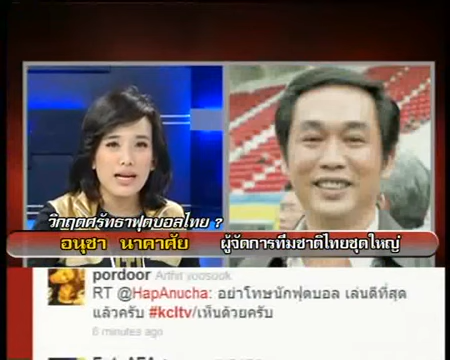 วิกฤตศรัทธาฟุตบอลไทย ?
อนุชา นาคาศัย ผู้จัดการทีมชาติไทยชุดใหญ่
pordoor Arthit yoosook
RT @HapAnucha: อย่าโทษนักฟุตบอล เล่นดีที่สุด
แล้วครับ #kcltv/เห็นด้วยครับ
6 minutes ago